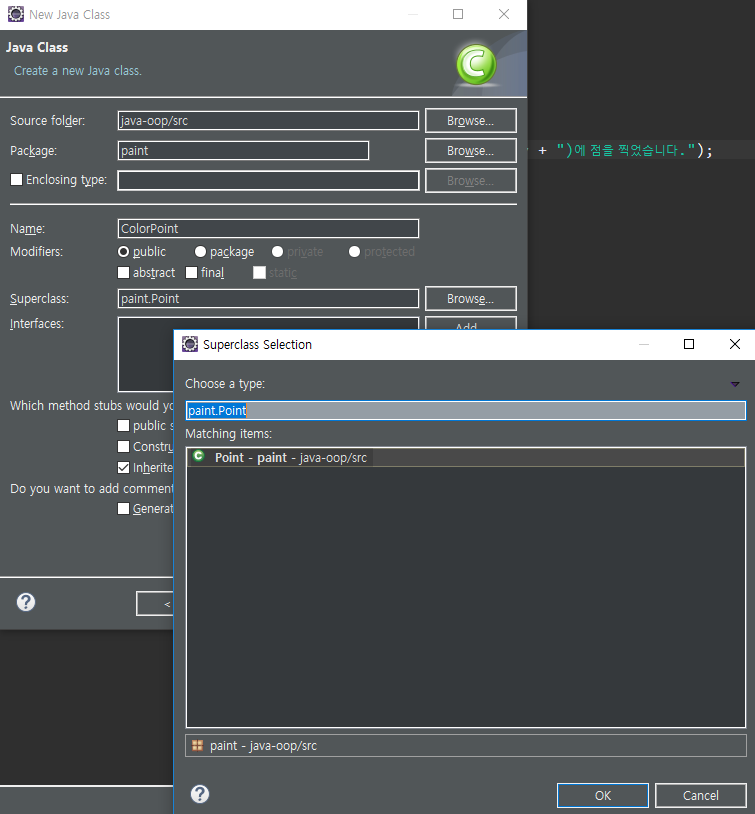 New Java Class
Java Class
Create a new Java class.
Source folder: java-oop/src Browse...
Package: paint Browse...
Enclosing type: Browse...
+ ")에 점을 찍었습니다.");
Name: ColorPoint
Modifiers: public package private protected
abstract final static
Superclass: paint.Point Browse...
Interfaces: Add...
Which method stubs would
public
Inherite
Do you want to add comment
<
Superclass Selection
Choose a type:
paint.Point
Matching items:
Point - paint - java-oop/src
paint - java-oop/src
OK Cancel